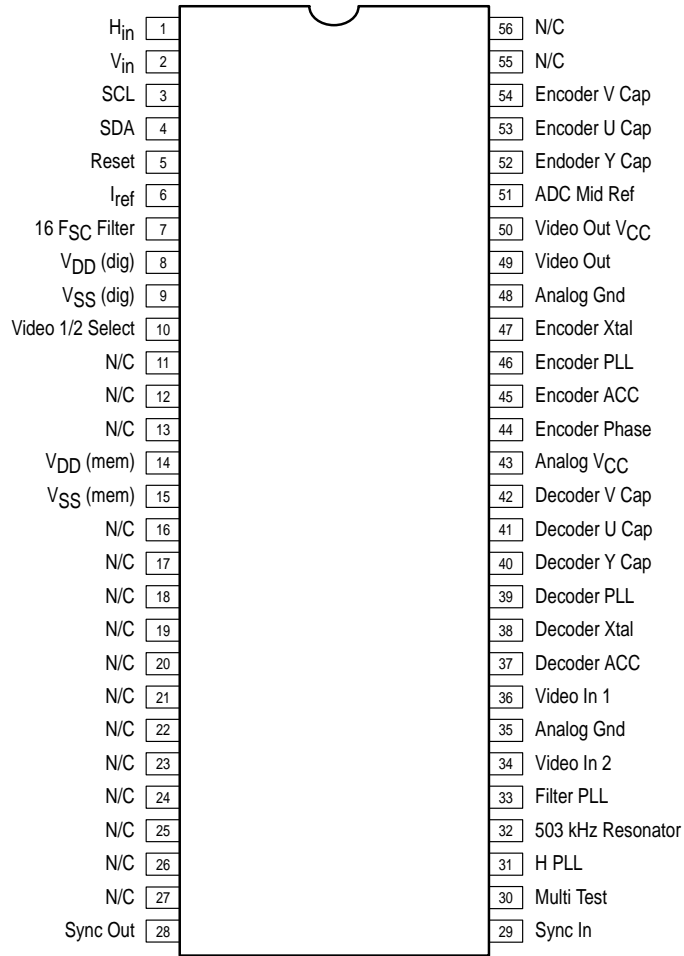 H_in 1 56 N/C
V_in 2 55 N/C
SCL 3 54 Encoder V Cap
SDA 4 53 Encoder U Cap
Reset 5 52 Endoder Y Cap
I_ref 6 51 ADC Mid Ref
16 F_SC Filter 7 50 Video Out V_CC
V_DD (dig) 8 49 Video Out
V_SS (dig) 9 48 Analog Gnd
Video 1/2 Select 10 47 Encoder Xtal
N/C 11 46 Encoder PLL
N/C 12 45 Encoder ACC
N/C 13 44 Encoder Phase
V_DD (mem) 14 43 Analog V_CC
V_SS (mem) 15 42 Decoder V Cap
N/C 16 41 Decoder U Cap
N/C 17 40 Decoder Y Cap
N/C 18 39 Decoder PLL
N/C 19 38 Decoder Xtal
N/C 20 37 Decoder ACC
N/C 21 36 Video In 1
N/C 22 35 Analog Gnd
N/C 23 34 Video In 2
N/C 24 33 Filter PLL
N/C 25 32 503 kHz Resonator
N/C 26 31 H PLL
N/C 27 30 Multi Test
Sync Out 28 29 Sync In